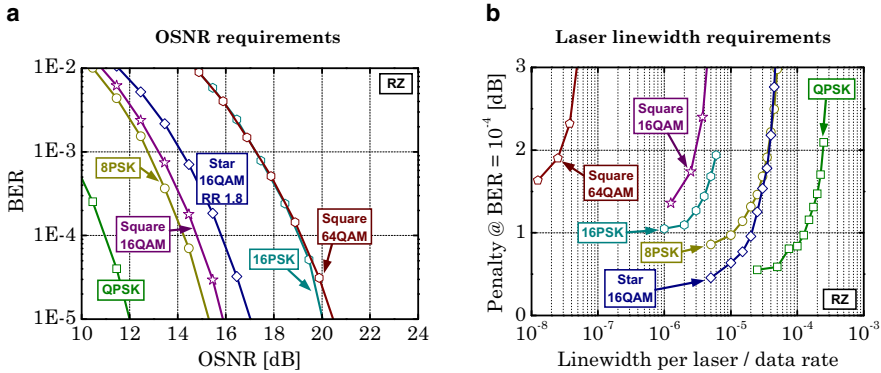 a
OSNR requirements
BER
1E-2
1E-3
1E-4
1E-5
RZ
8PSK
Star
16QAM
RR 1.8
Square
16QAM
Square
64QAM
16PSK
QPSK
10 12 14 16 18 20 22 24
OSNR [dB]
b
Laser linewidth requirements
Penalty @ BER = 10⁻⁴ [dB]
3
2
1
0
QPSK
Square
16QAM
Square
64QAM
16PSK
8PSK
Star
16QAM
RZ
10⁻⁸ 10⁻⁷ 10⁻⁶ 10⁻⁵ 10⁻⁴ 10⁻³
Linewidth per laser / data rate